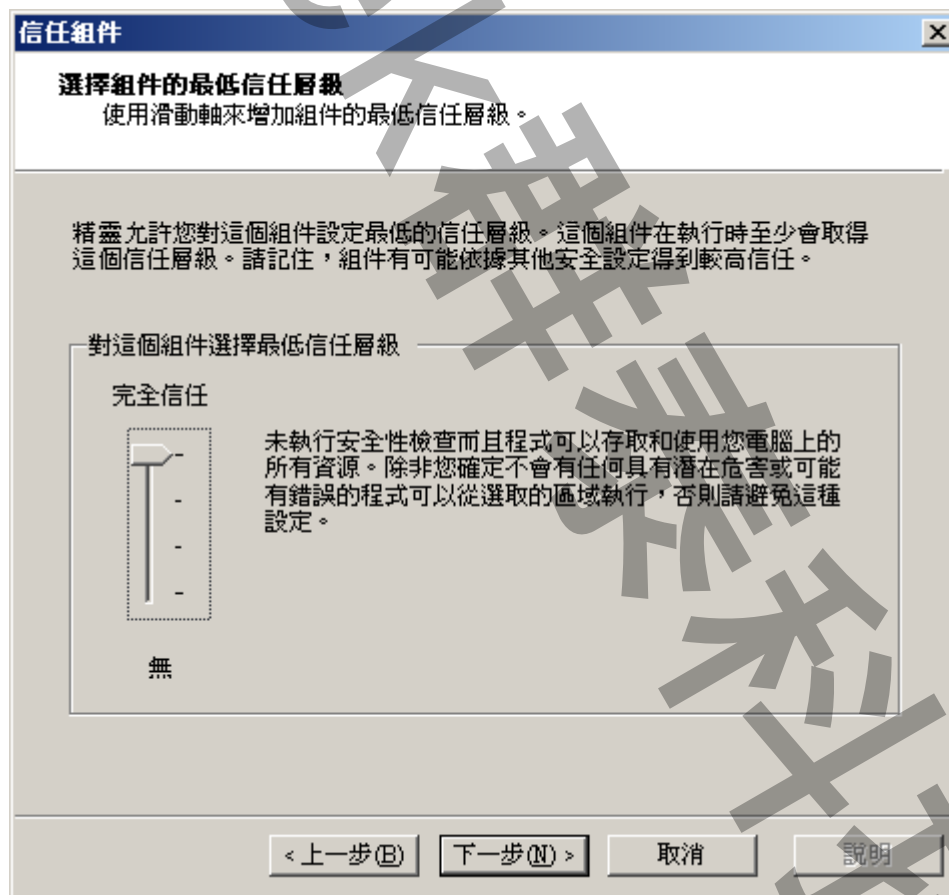 信任組件
選擇組件的最低信任層級
使用滑動軸來增加組件的最低信任層級。
精靈允許您對這個組件設定最低的信任層級。這個組件在執行時至少會取得
這個信任層級。請記住，組件有可能依據其他安全設定得到較高信任。
對這個組件選擇最低信任層級
完全信任
未執行安全性檢查而且程式可以存取和使用您電腦上的
所有資源。除非您確定不會有任何具有潛在危害或可能
有錯誤的程式可以從選取的區域執行，否則請避免這種
設定。
無
<上一步(B)
下一步(N)>
取消
說明